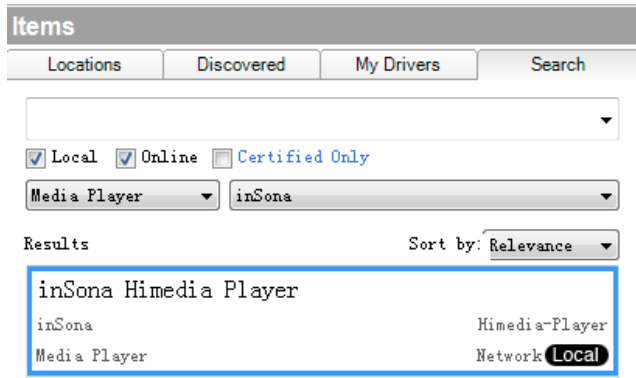 Items
Locations Discovered My Drivers Search
Local Online Certified Only
Media Player inSona
Results Sort by: Relevance
inSona Himedia Player
inSona Himedia-Player
Media Player Network Local